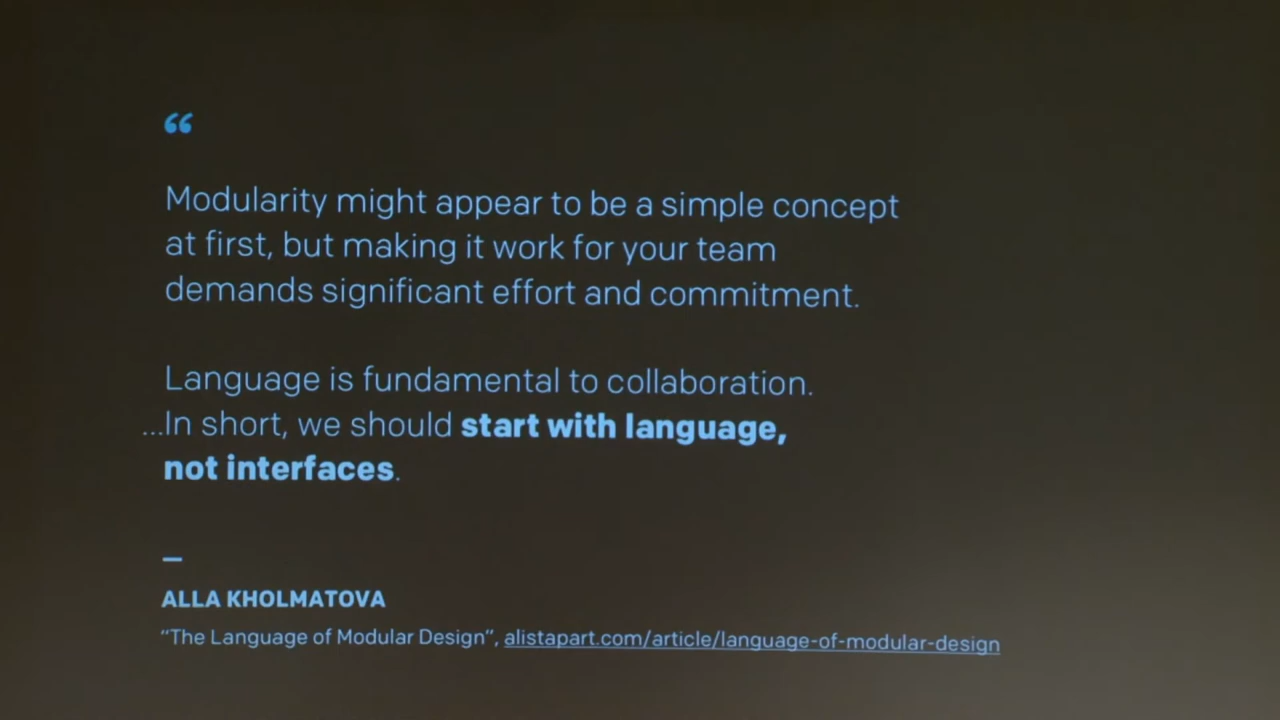 “
Modularity might appear to be a simple concept
at first, but making it work for your team
demands significant effort and commitment.
Language is fundamental to collaboration.
...In short, we should start with language,
not interfaces.
—
ALLA KHOLMATOVA
“The Language of Modular Design”, alistapart.com/article/language-of-modular-design